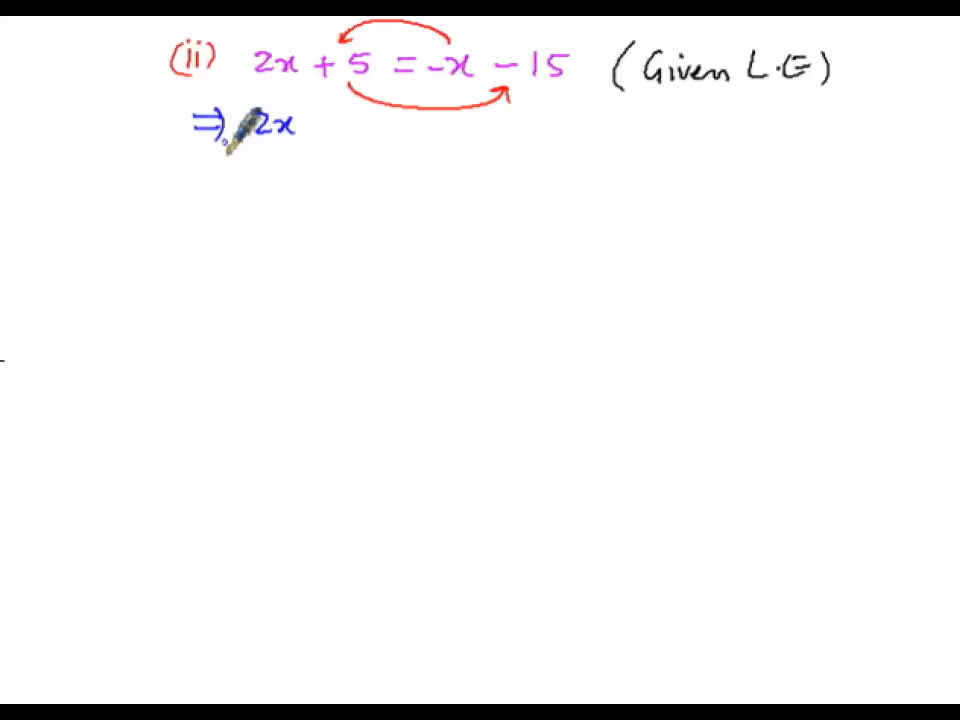 (ii) 2x + 5 = -x - 15 (Given L.E)
⇒ 2x